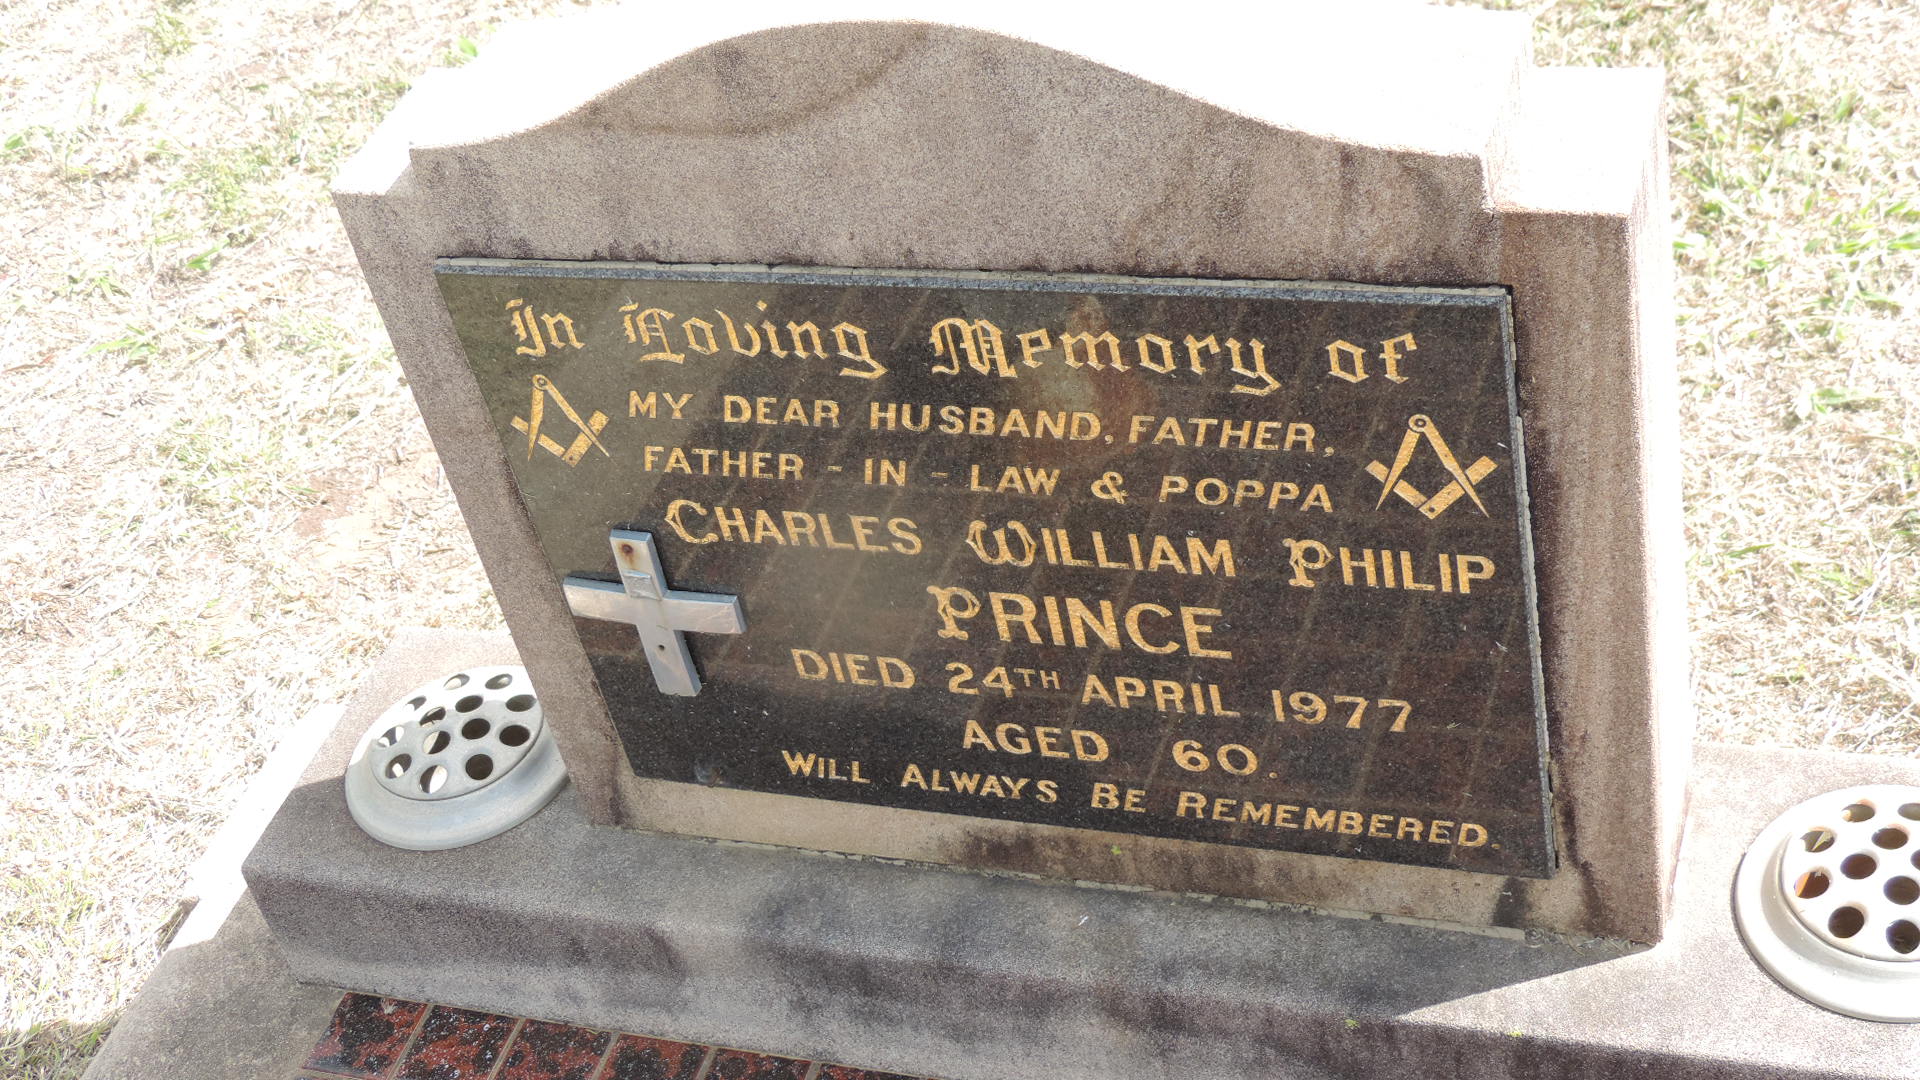 In Loving Memory of
MY DEAR HUSBAND, FATHER,
FATHER - IN - LAW & POPPA
CHARLES WILLIAM PHILIP
PRINCE
DIED 24TH APRIL 1977
AGED 60.
WILL ALWAYS BE REMEMBERED.